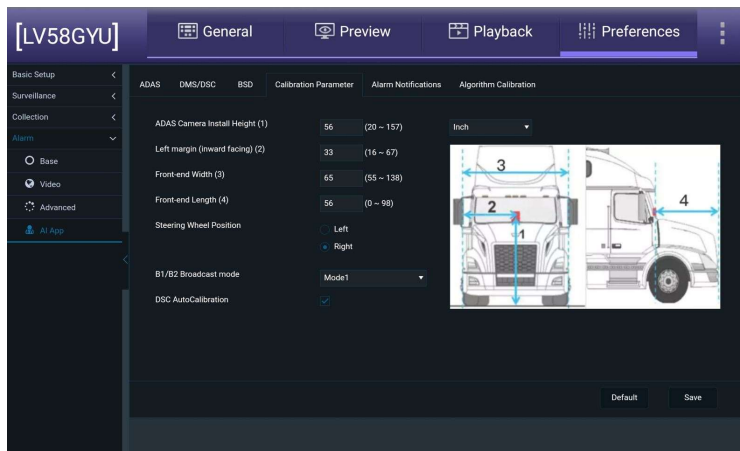 [LV58GYU]
General
Preview
Playback
Preferences
Basic Setup
Surveillance
Collection
Alarm
Base
Video
Advanced
AI App
ADAS DMS/DSC BSD Calibration Parameter Alarm Notifications Algorithm Calibration
ADAS Camera Install Height (1) 56 (20 ~ 157) Inch
Left margin (inward facing) (2) 33 (16 ~ 67)
Front-end Width (3) 65 (55 ~ 138)
Front-end Length (4) 56 (0 ~ 98)
Steering Wheel Position Left
Right
B1/B2 Broadcast mode Mode1
DSC AutoCalibration
3
2
1
4
Default Save